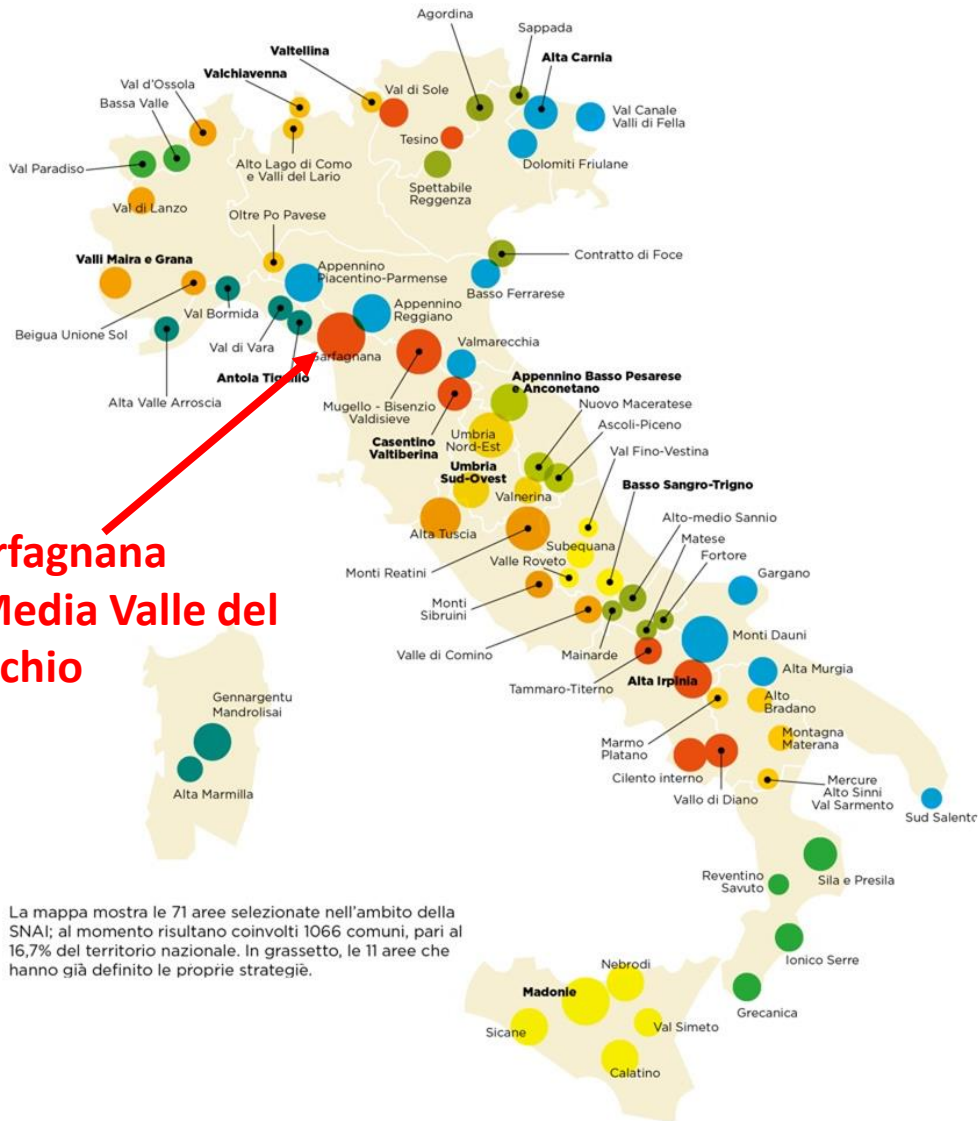 Agordina
Sappada
Valtellina
Alta Carnia
Valchiavenna
Val d'Ossola
Val di Sole
Bassa Valle
Val Canale
Valli di Fella
Tesino
Val Paradiso
Alto Lago di Como
e Valli del Lario
Dolomiti Friulane
Spettabile
Reggenza
Val di Lanzo
Oltre Po Pavese
Contratto di Foce
Valli Maira e Grana
Appennino
Piacentino-Parmense
Basso Ferrarese
Appennino
Reggiano
Val Bormida
Beigua Unione Sol
Val di Vara
Valmarecchia
Garfagnana
Antola Tigullio
Appennino Basso Pesarese
e Anconetano
Alta Valle Arroscia
Mugello - Bisenzio
Valdisieve
Nuovo Maceratese
Ascoli-Piceno
Casentino
Valtiberina
Umbria
Nord-Est
Val Fino-Vestina
Umbria
Sud-Ovest
Basso Sangro-Trigno
Valnerina
Alto-medio Sannio
Alta Tuscia
Matese
Subequana
Fortore
Valle Roveto
Monti Reatini
Gargano
rfagnana
Media Valle del
chio
Monti
Sibruini
Monti Dauni
Valle di Comino
Mainarde
Alta Murgia
Tammaro-Titerno
Alta Irpinia
Gennargentu
Mandrolisai
Alto
Bradano
Marmo
Platano
Montagna
Materana
Cilento interno
Alta Marmilla
Vallo di Diano
Mercure
Alto Sinni
Val Sarmento
Sud Salento
Reventino
Savuto
Sila e Presila
La mappa mostra le 71 aree selezionate nell'ambito della
SNAI; al momento risultano coinvolti 1066 comuni, pari al
16,7% del territorio nazionale. In grassetto, le 11 aree che
hanno già definito le proprie strategie.
Ionico Serre
Nebrodi
Madonie
Grecanica
Sicane
Val Simeto
Calatino